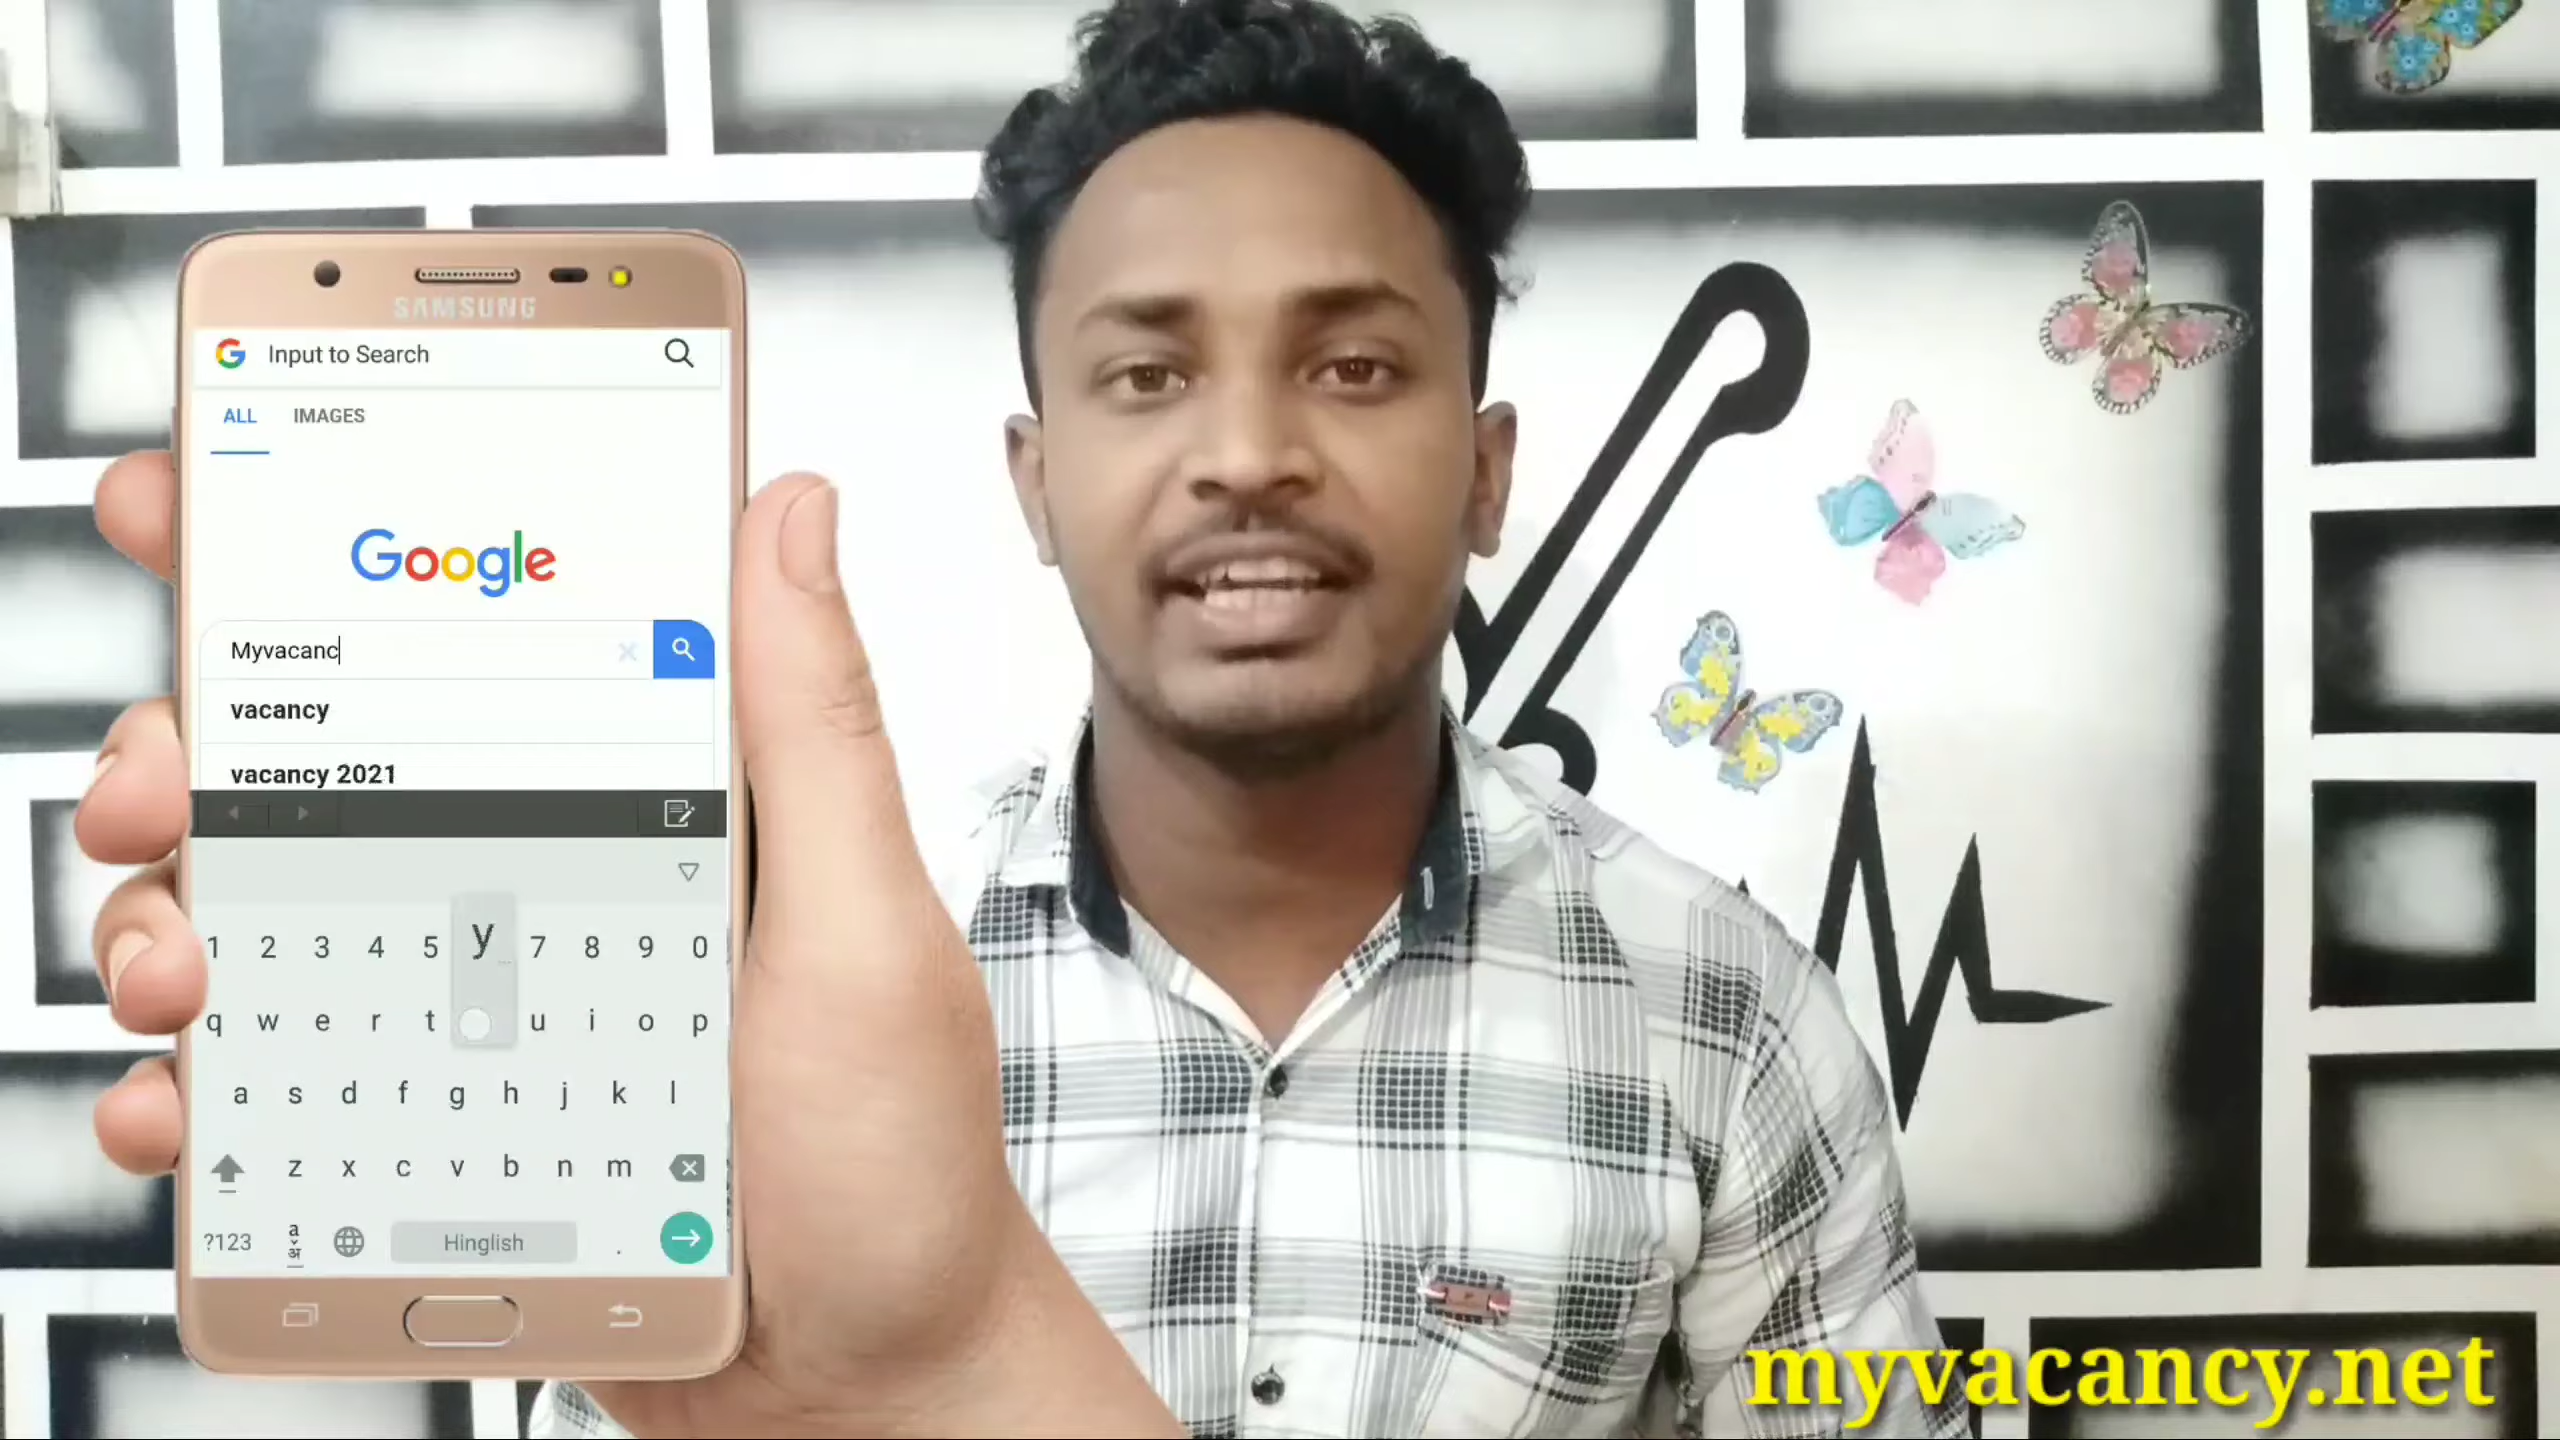 SAMSUNG
Input to Search
ALL IMAGES
Google
Myvacanc
vacancy
vacancy 2021
1 2 3 4 5 y 7 8 9 0
q w e r t u i o p
a s d f g h j k l
z x c v b n m
?123 a अ Hinglish .
myvacancy.net